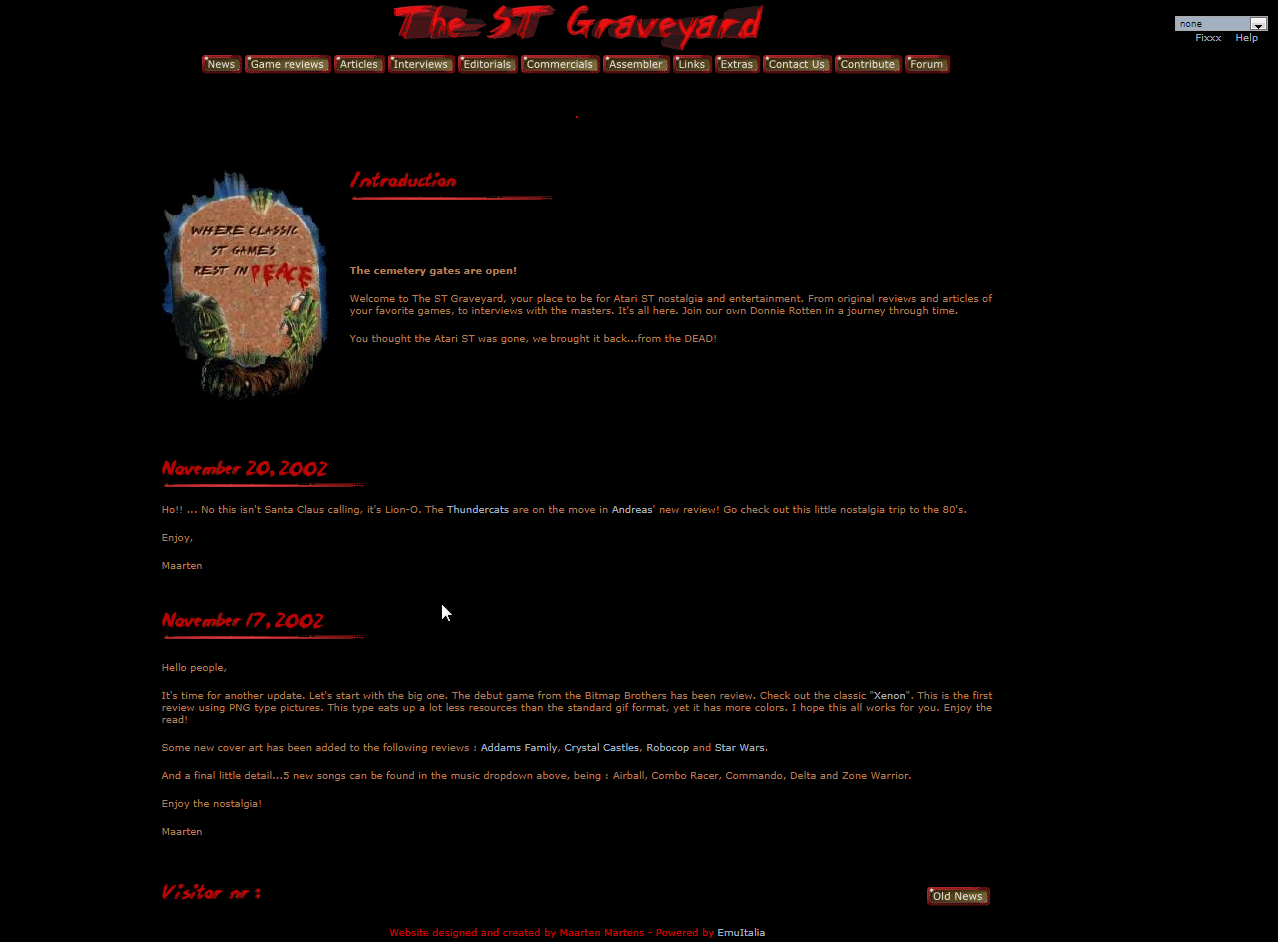 The ST Graveyard
none
Fixxx Help
News Game reviews Articles Interviews Editorials Commercials Assembler Links Extras Contact Us Contribute Forum
WHERE CLASSIC
ST GAMES
REST IN PEACE
Introduction
The cemetery gates are open!
Welcome to The ST Graveyard, your place to be for Atari ST nostalgia and entertainment. From original reviews and articles of
your favorite games, to interviews with the masters. It's all here. Join our own Donnie Rotten in a journey through time.
You thought the Atari ST was gone, we brought it back...from the DEAD!
November 20, 2002
Ho!! ... No this isn't Santa Claus calling, it's Lion-O. The Thundercats are on the move in Andreas' new review! Go check out this little nostalgia trip to the 80's.
Enjoy,
Maarten
November 17, 2002
Hello people,
It's time for another update. Let's start with the big one. The debut game from the Bitmap Brothers has been review. Check out the classic "Xenon". This is the first
review using PNG type pictures. This type eats up a lot less resources than the standard gif format, yet it has more colors. I hope this all works for you. Enjoy the
read!
Some new cover art has been added to the following reviews : Addams Family, Crystal Castles, Robocop and Star Wars.
And a final little detail...5 new songs can be found in the music dropdown above, being : Airball, Combo Racer, Commando, Delta and Zone Warrior.
Enjoy the nostalgia!
Maarten
Visitor nr :
Old News
Website designed and created by Maarten Martens - Powered by EmuItalia